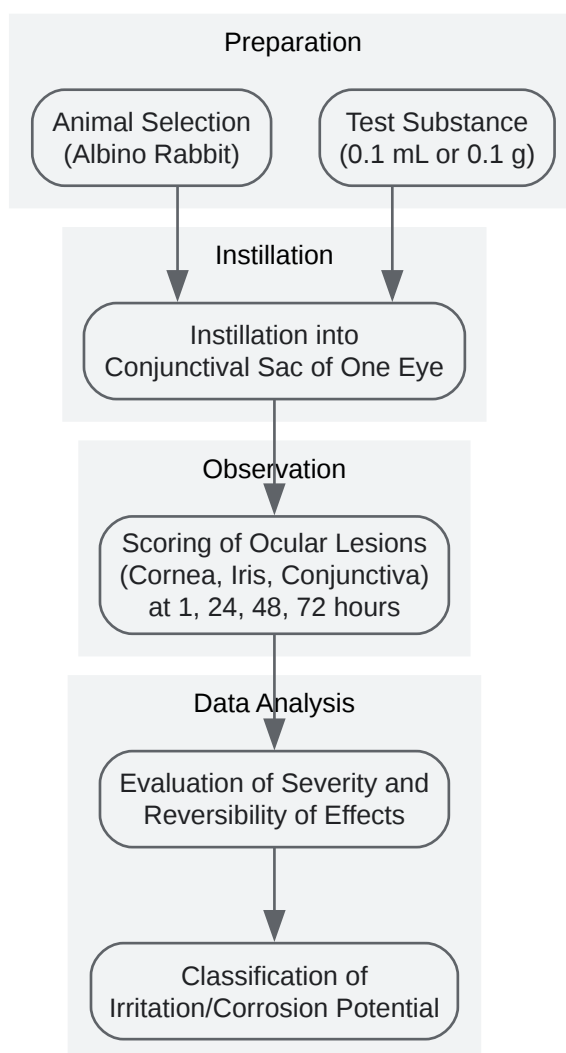 Preparation
Animal Selection
(Albino Rabbit)
Test Substance
(0.1 mL or 0.1 g)
Instillation
Instillation into
Conjunctival Sac of One Eye
Observation
Scoring of Ocular Lesions
(Cornea, Iris, Conjunctiva)
at 1, 24, 48, 72 hours
Data Analysis
Evaluation of Severity and
Reversibility of Effects
Classification of
Irritation/Corrosion Potential